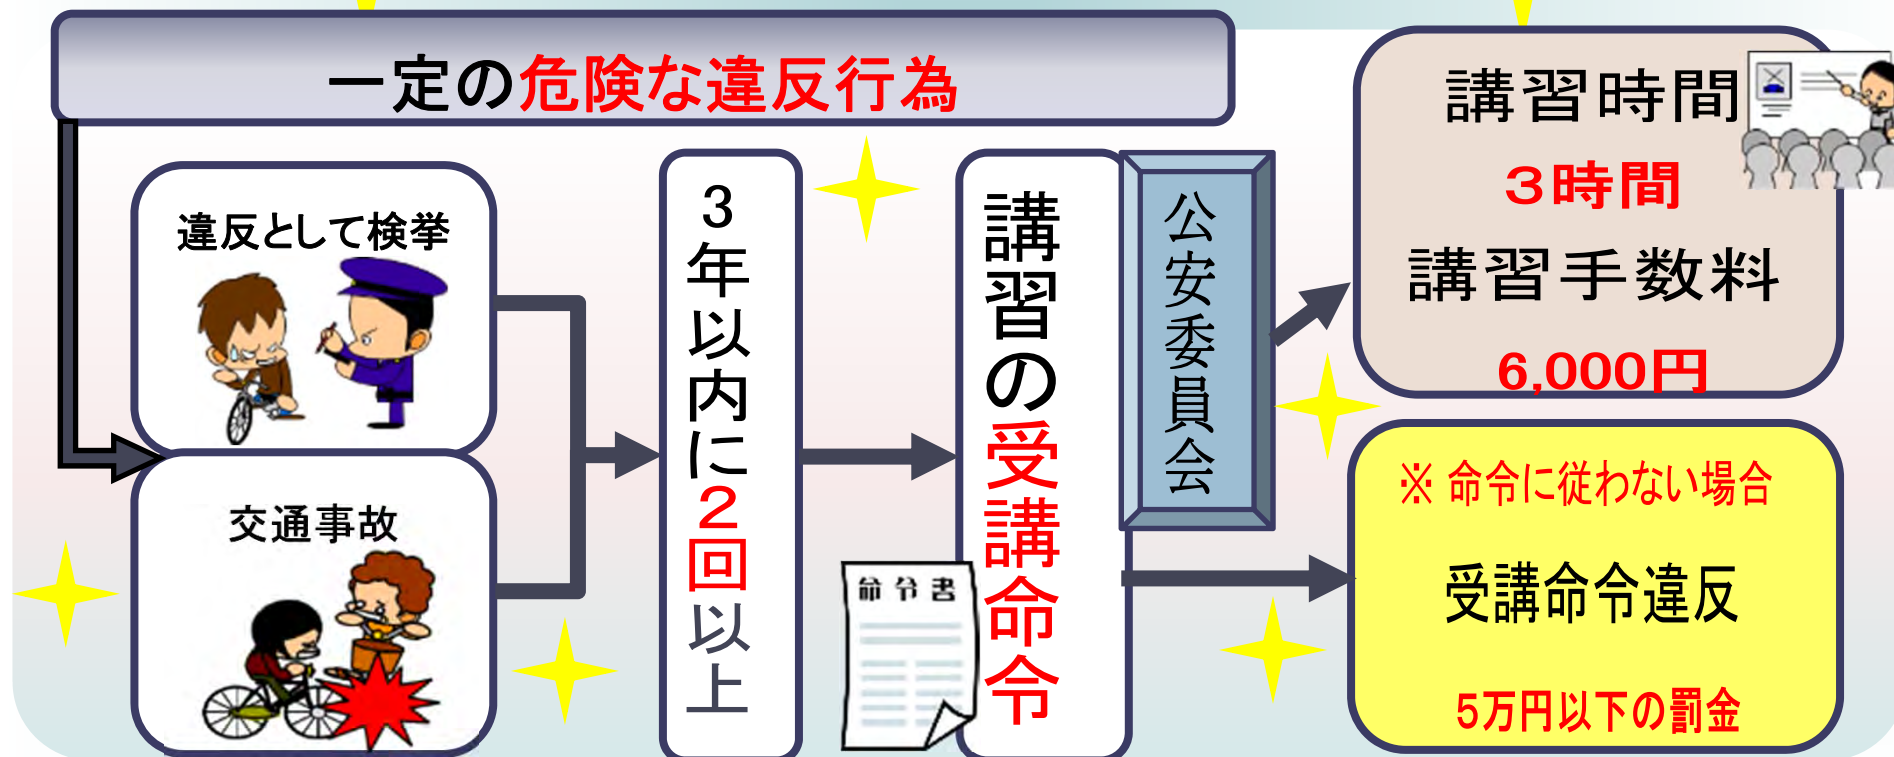 一定の危険な違反行為
違反として検挙
交通事故
3年以内に2回以上
講習の受講命令
命令書
公安委員会
講習時間
3時間
講習手数料
6,000円
※ 命令に従わない場合
受講命令違反
5万円以下の罰金